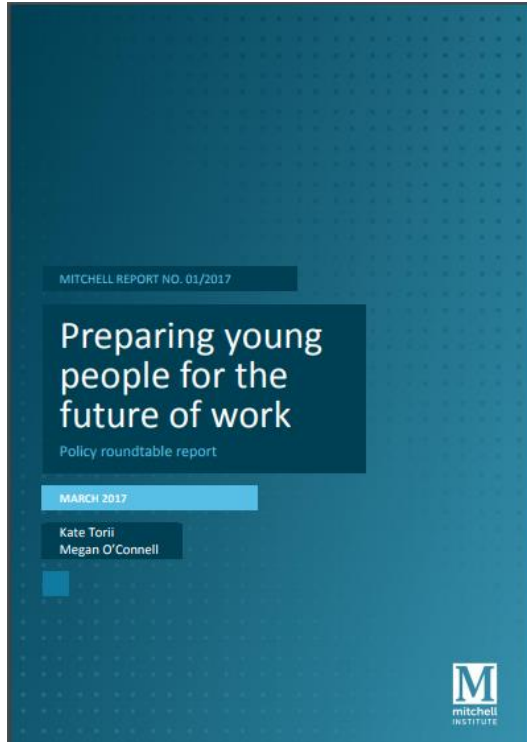 MITCHELL REPORT NO. 01/2017
Preparing young
people for the
future of work
Policy roundtable report
MARCH 2017
Kate Torii
Megan O'Connell
M
mitchell
INSTITUTE